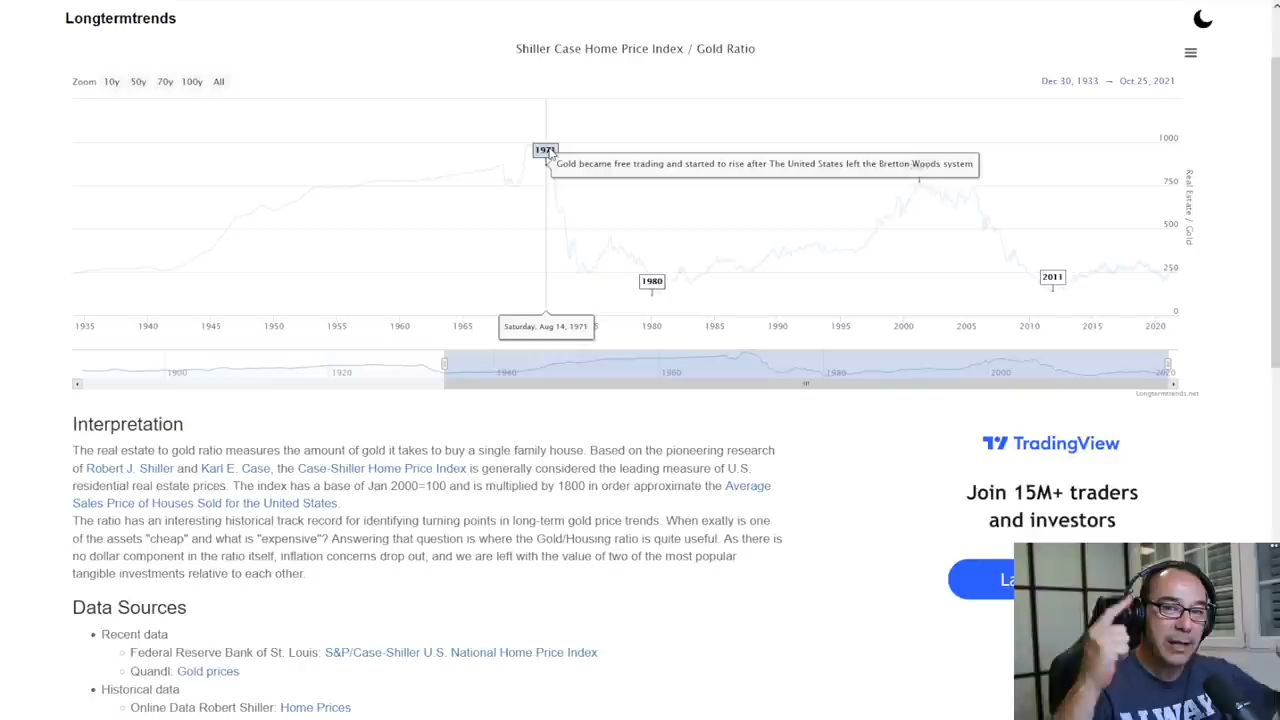 Longtermtrends
Shiller Case Home Price Index / Gold Ratio
Zoom 10y 50y 70y 100y All
Dec 30, 1933 → Oct 25, 2021
1000
1971
Gold became free trading and started to rise after The United States left the Bretton-Woods system
750
Real Estate / Gold
500
250
1980
2011
0
1935 1940 1945 1950 1955 1960 1965 1980 1985 1990 1995 2000 2005 2010 2015 2020
Saturday, Aug 14, 1971
1900 1920 1940 1960 1980 2000 2020
Longtermtrends.net
Interpretation
The real estate to gold ratio measures the amount of gold it takes to buy a single family house. Based on the pioneering research
of Robert J. Shiller and Karl E. Case, the Case-Shiller Home Price Index is generally considered the leading measure of U.S.
residential real estate prices. The index has a base of Jan 2000=100 and is multiplied by 1800 in order approximate the Average
Sales Price of Houses Sold for the United States.
The ratio has an interesting historical track record for identifying turning points in long-term gold price trends. When exatly is one
of the assets "cheap" and what is "expensive"? Answering that question is where the Gold/Housing ratio is quite useful. As there is
no dollar component in the ratio itself, inflation concerns drop out, and we are left with the value of two of the most popular
tangible investments relative to each other.
TradingView
Join 15M+ traders
and investors
Data Sources
Recent data
Federal Reserve Bank of St. Louis: S&P/Case-Shiller U.S. National Home Price Index
Quandl: Gold prices
Historical data
Online Data Robert Shiller: Home Prices